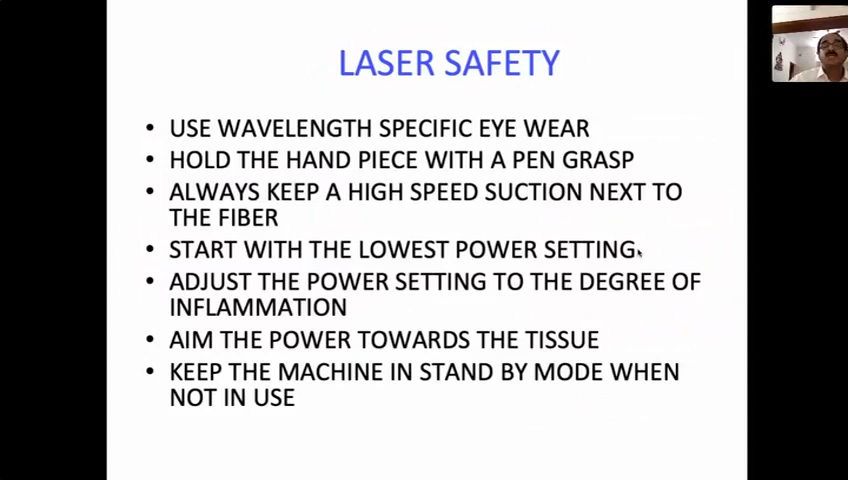 LASER SAFETY
• USE WAVELENGTH SPECIFIC EYE WEAR
• HOLD THE HAND PIECE WITH A PEN GRASP
• ALWAYS KEEP A HIGH SPEED SUCTION NEXT TO
THE FIBER
• START WITH THE LOWEST POWER SETTING
• ADJUST THE POWER SETTING TO THE DEGREE OF
INFLAMMATION
• AIM THE POWER TOWARDS THE TISSUE
• KEEP THE MACHINE IN STAND BY MODE WHEN
NOT IN USE